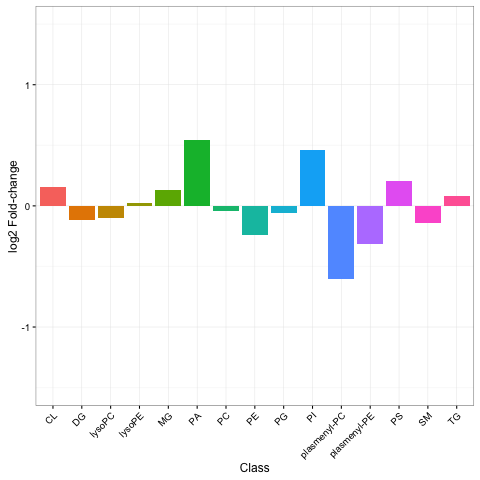 log2 Fold-change
1
0
-1
CL
DG
lysoPC
lysoPE
MG
PA
PC
PE
PG
PI
plasmenyl-PC
plasmenyl-PE
PS
SM
TG
Class